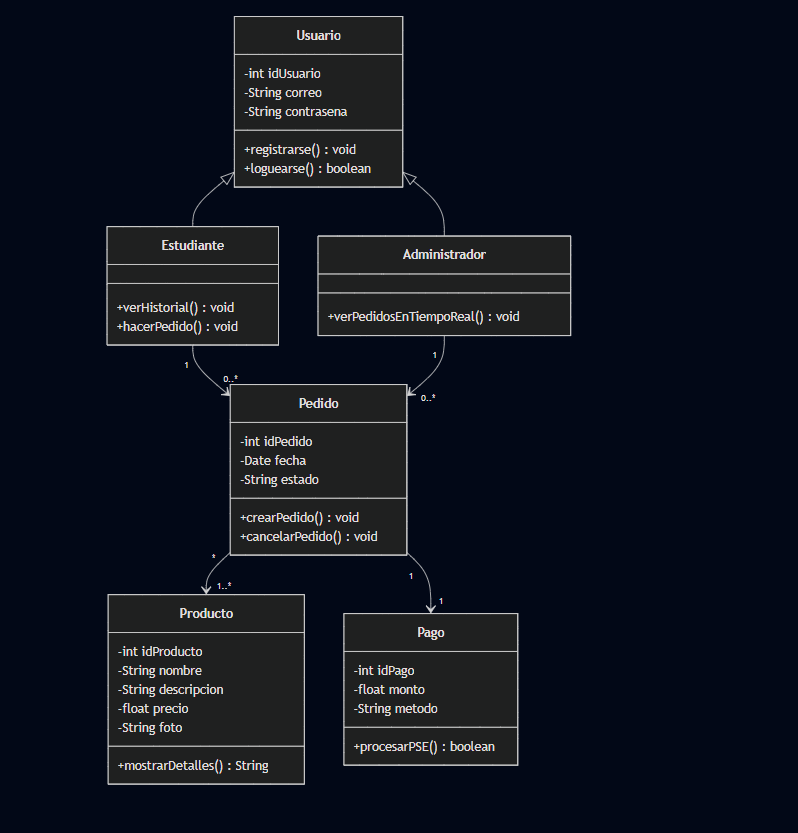 Usuario
-int idUsuario
-String correo
-String contrasena
+registrarse() : void
+loguearse() : boolean
Estudiante
+verHistorial() : void
+hacerPedido() : void
Administrador
+verPedidosEnTiempoReal() : void
1
0..*
1
0..*
Pedido
-int idPedido
-Date fecha
-String estado
+crearPedido() : void
+cancelarPedido() : void
*
1..*
1
1
Producto
-int idProducto
-String nombre
-String descripcion
-float precio
-String foto
+mostrarDetalles() : String
Pago
-int idPago
-float monto
-String metodo
+procesarPSE() : boolean